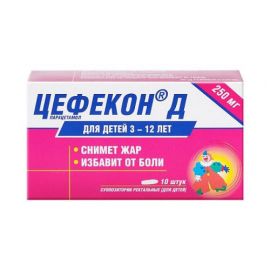 ЦЕФЕКОН® Д
ПАРАЦЕТАМОЛ
250 мг
ДЛЯ ДЕТЕЙ 3 – 12 ЛЕТ
• СНИМЕТ ЖАР
• ИЗБАВИТ ОТ БОЛИ
10 штук
СУППОЗИТОРИИ РЕКТАЛЬНЫЕ (ДЛЯ ДЕТЕЙ)